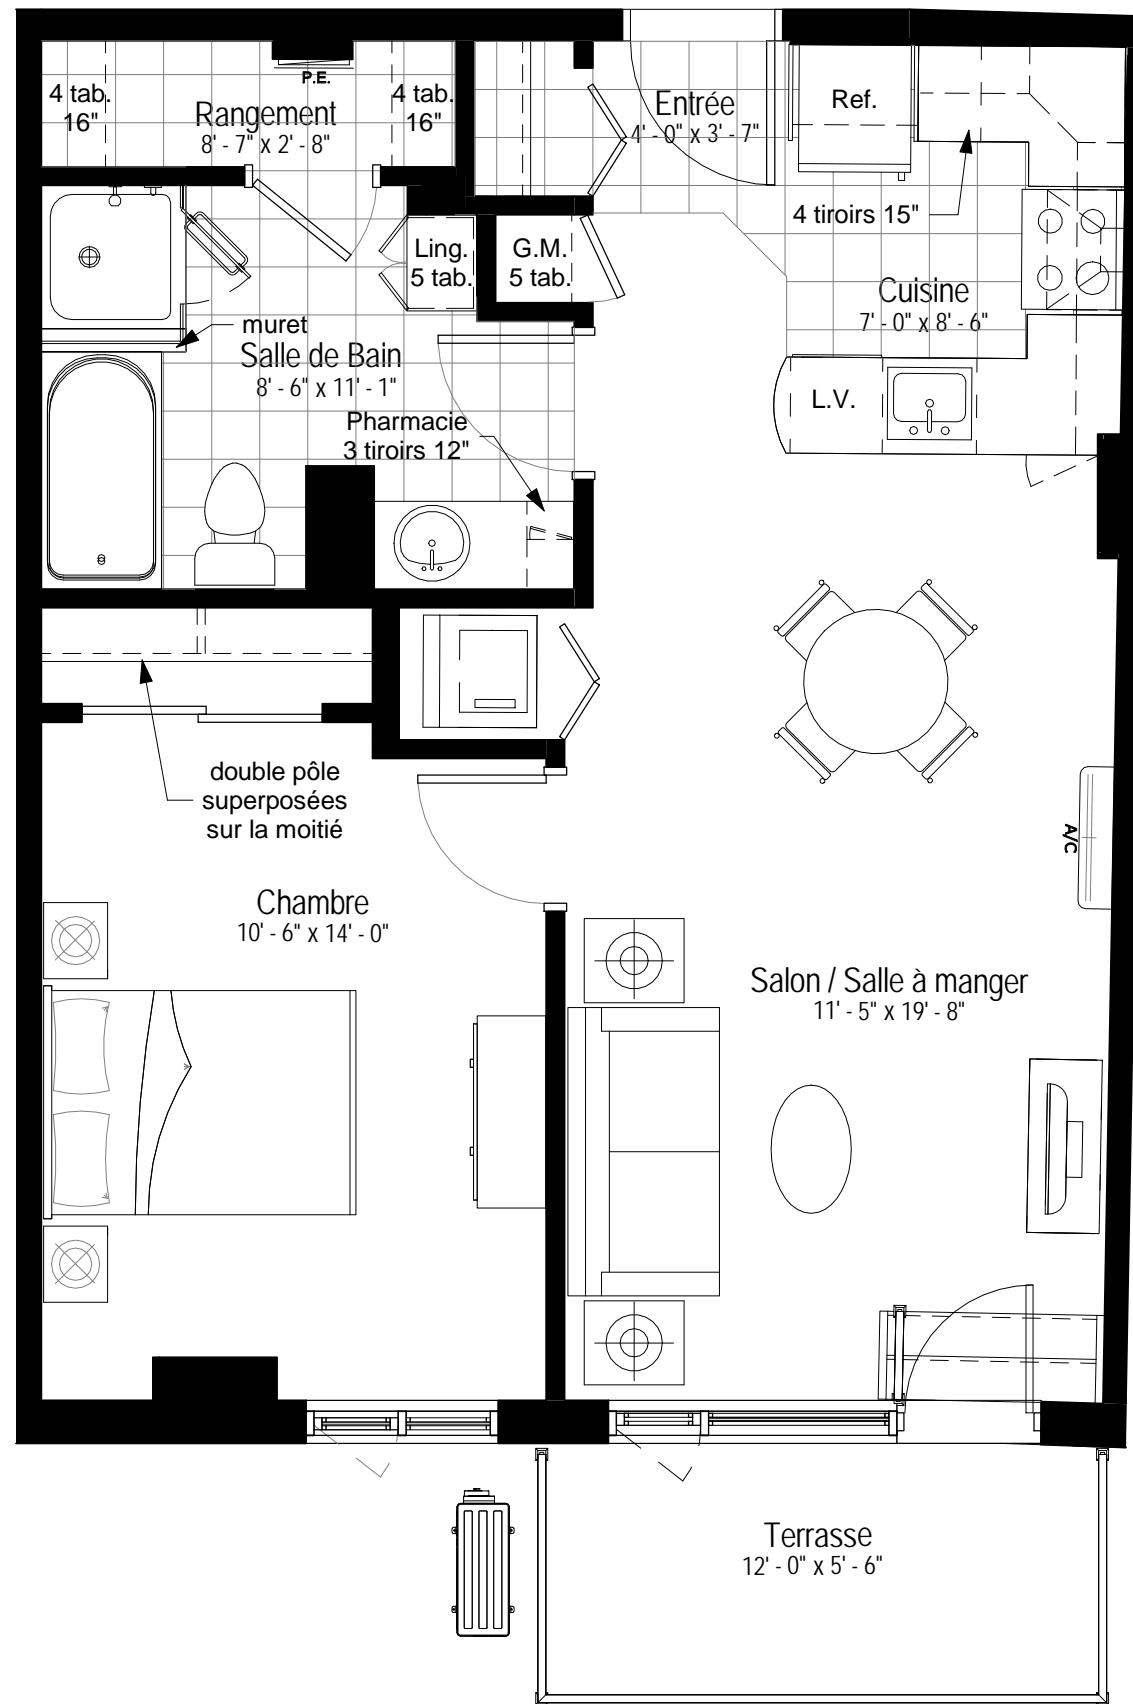 P.E.
4 tab.
16"
Rangement
8' - 7" x 2' - 8"
4 tab.
16"
Entrée
4' - 0" x 3' - 7"
Ref.
4 tiroirs 15"
Ling.
5 tab.
G.M.
5 tab.
Cuisine
7' - 0" x 8' - 6"
muret
Salle de Bain
8' - 6" x 11' - 1"
L.V.
Pharmacie
3 tiroirs 12"
double pôle
superposées
sur la moitié
A/C
Chambre
10' - 6" x 14' - 0"
Salon / Salle à manger
11' - 5" x 19' - 8"
Terrasse
12' - 0" x 5' - 6"